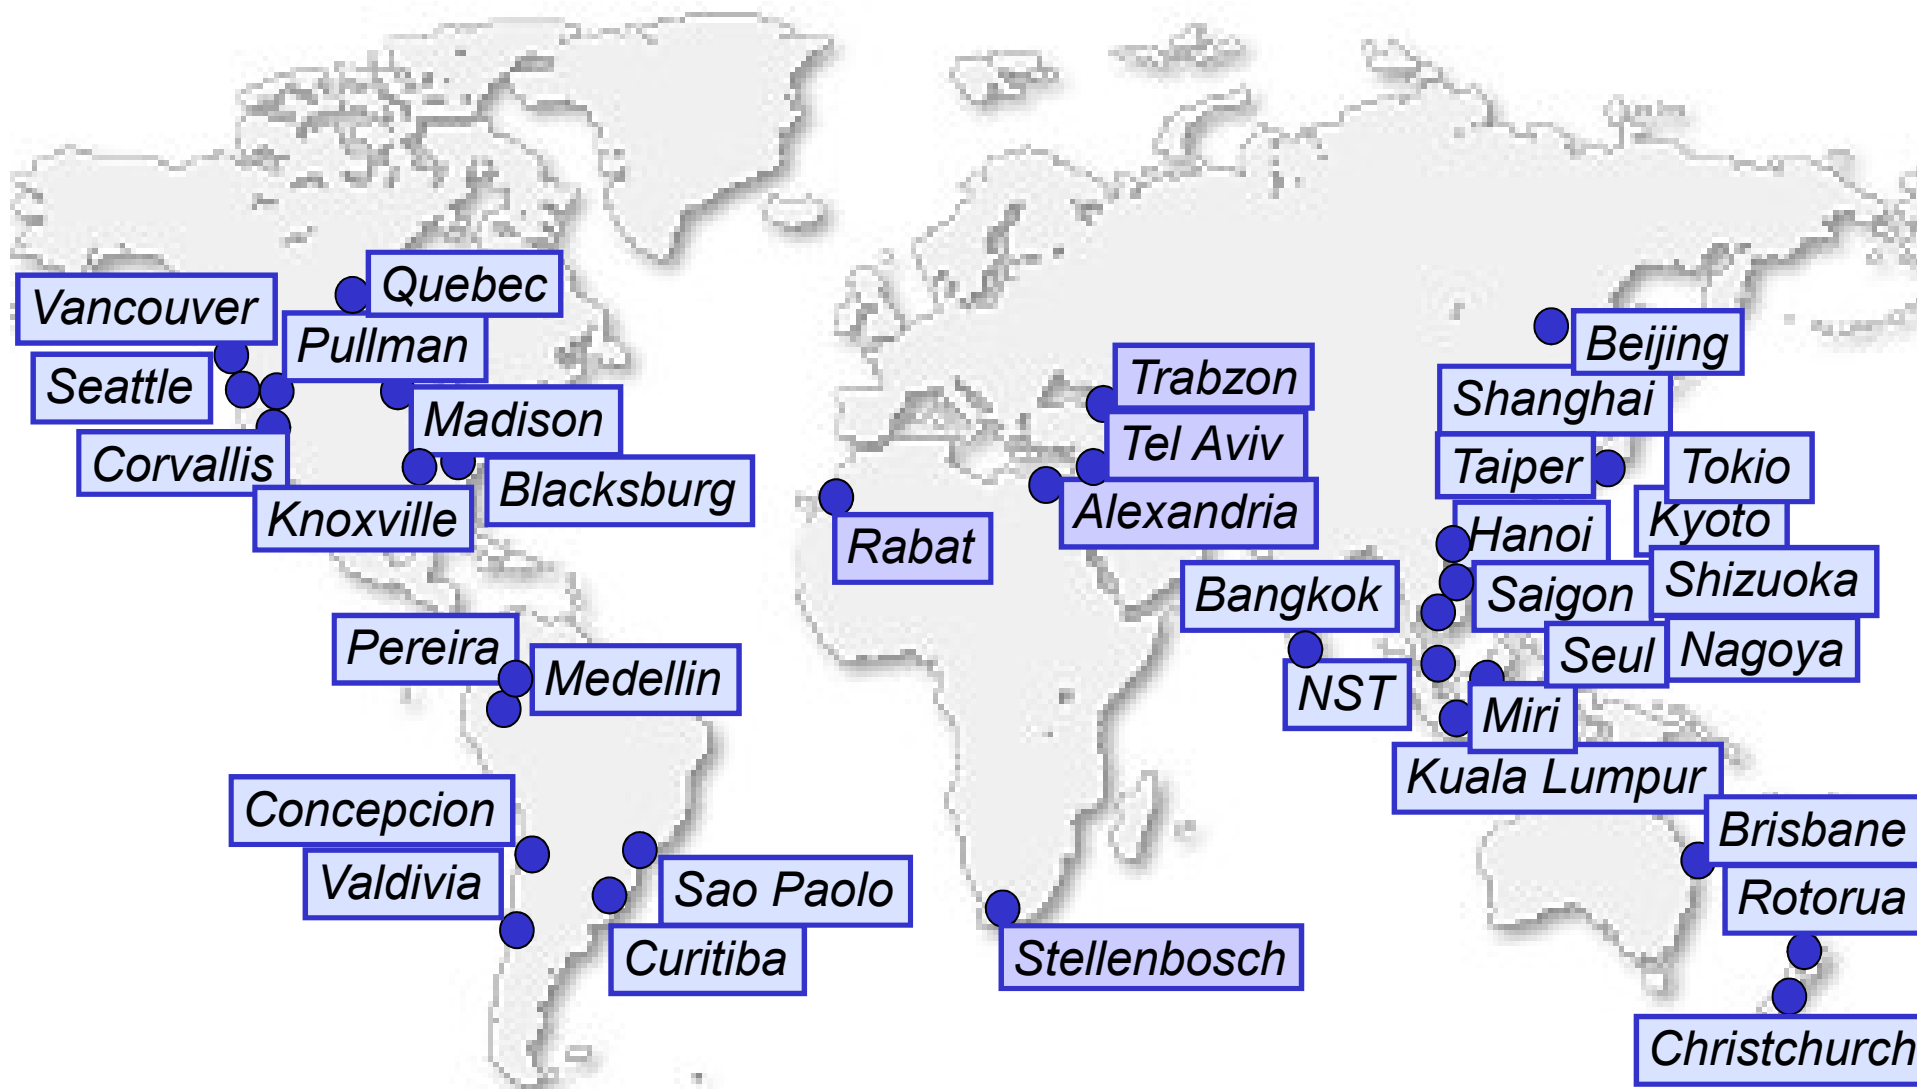 Quebec
Vancouver
Pullman
Seattle
Madison
Corvallis
Blacksburg
Knoxville
Pereira
Medellin
Concepcion
Valdivia
Sao Paolo
Curitiba
Trabzon
Tel Aviv
Alexandria
Rabat
Stellenbosch
Beijing
Shanghai
Taiper
Tokio
Hanoi
Kyoto
Bangkok
Saigon
Shizuoka
Seul
Nagoya
NST
Miri
Kuala Lumpur
Brisbane
Rotorua
Christchurch